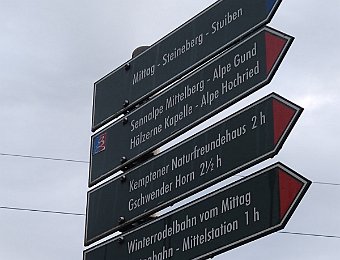 Mittag - Steineberg - Stuiben
Sennalpe Mittelberg - Alpe Gund
Hölzerne Kapelle - Alpe Hochried
Kemptener Naturfreundehaus 2 h
Gschwender Horn 2½ h
Winterrodelbahn vom Mittag
- Mittelstation 1 h